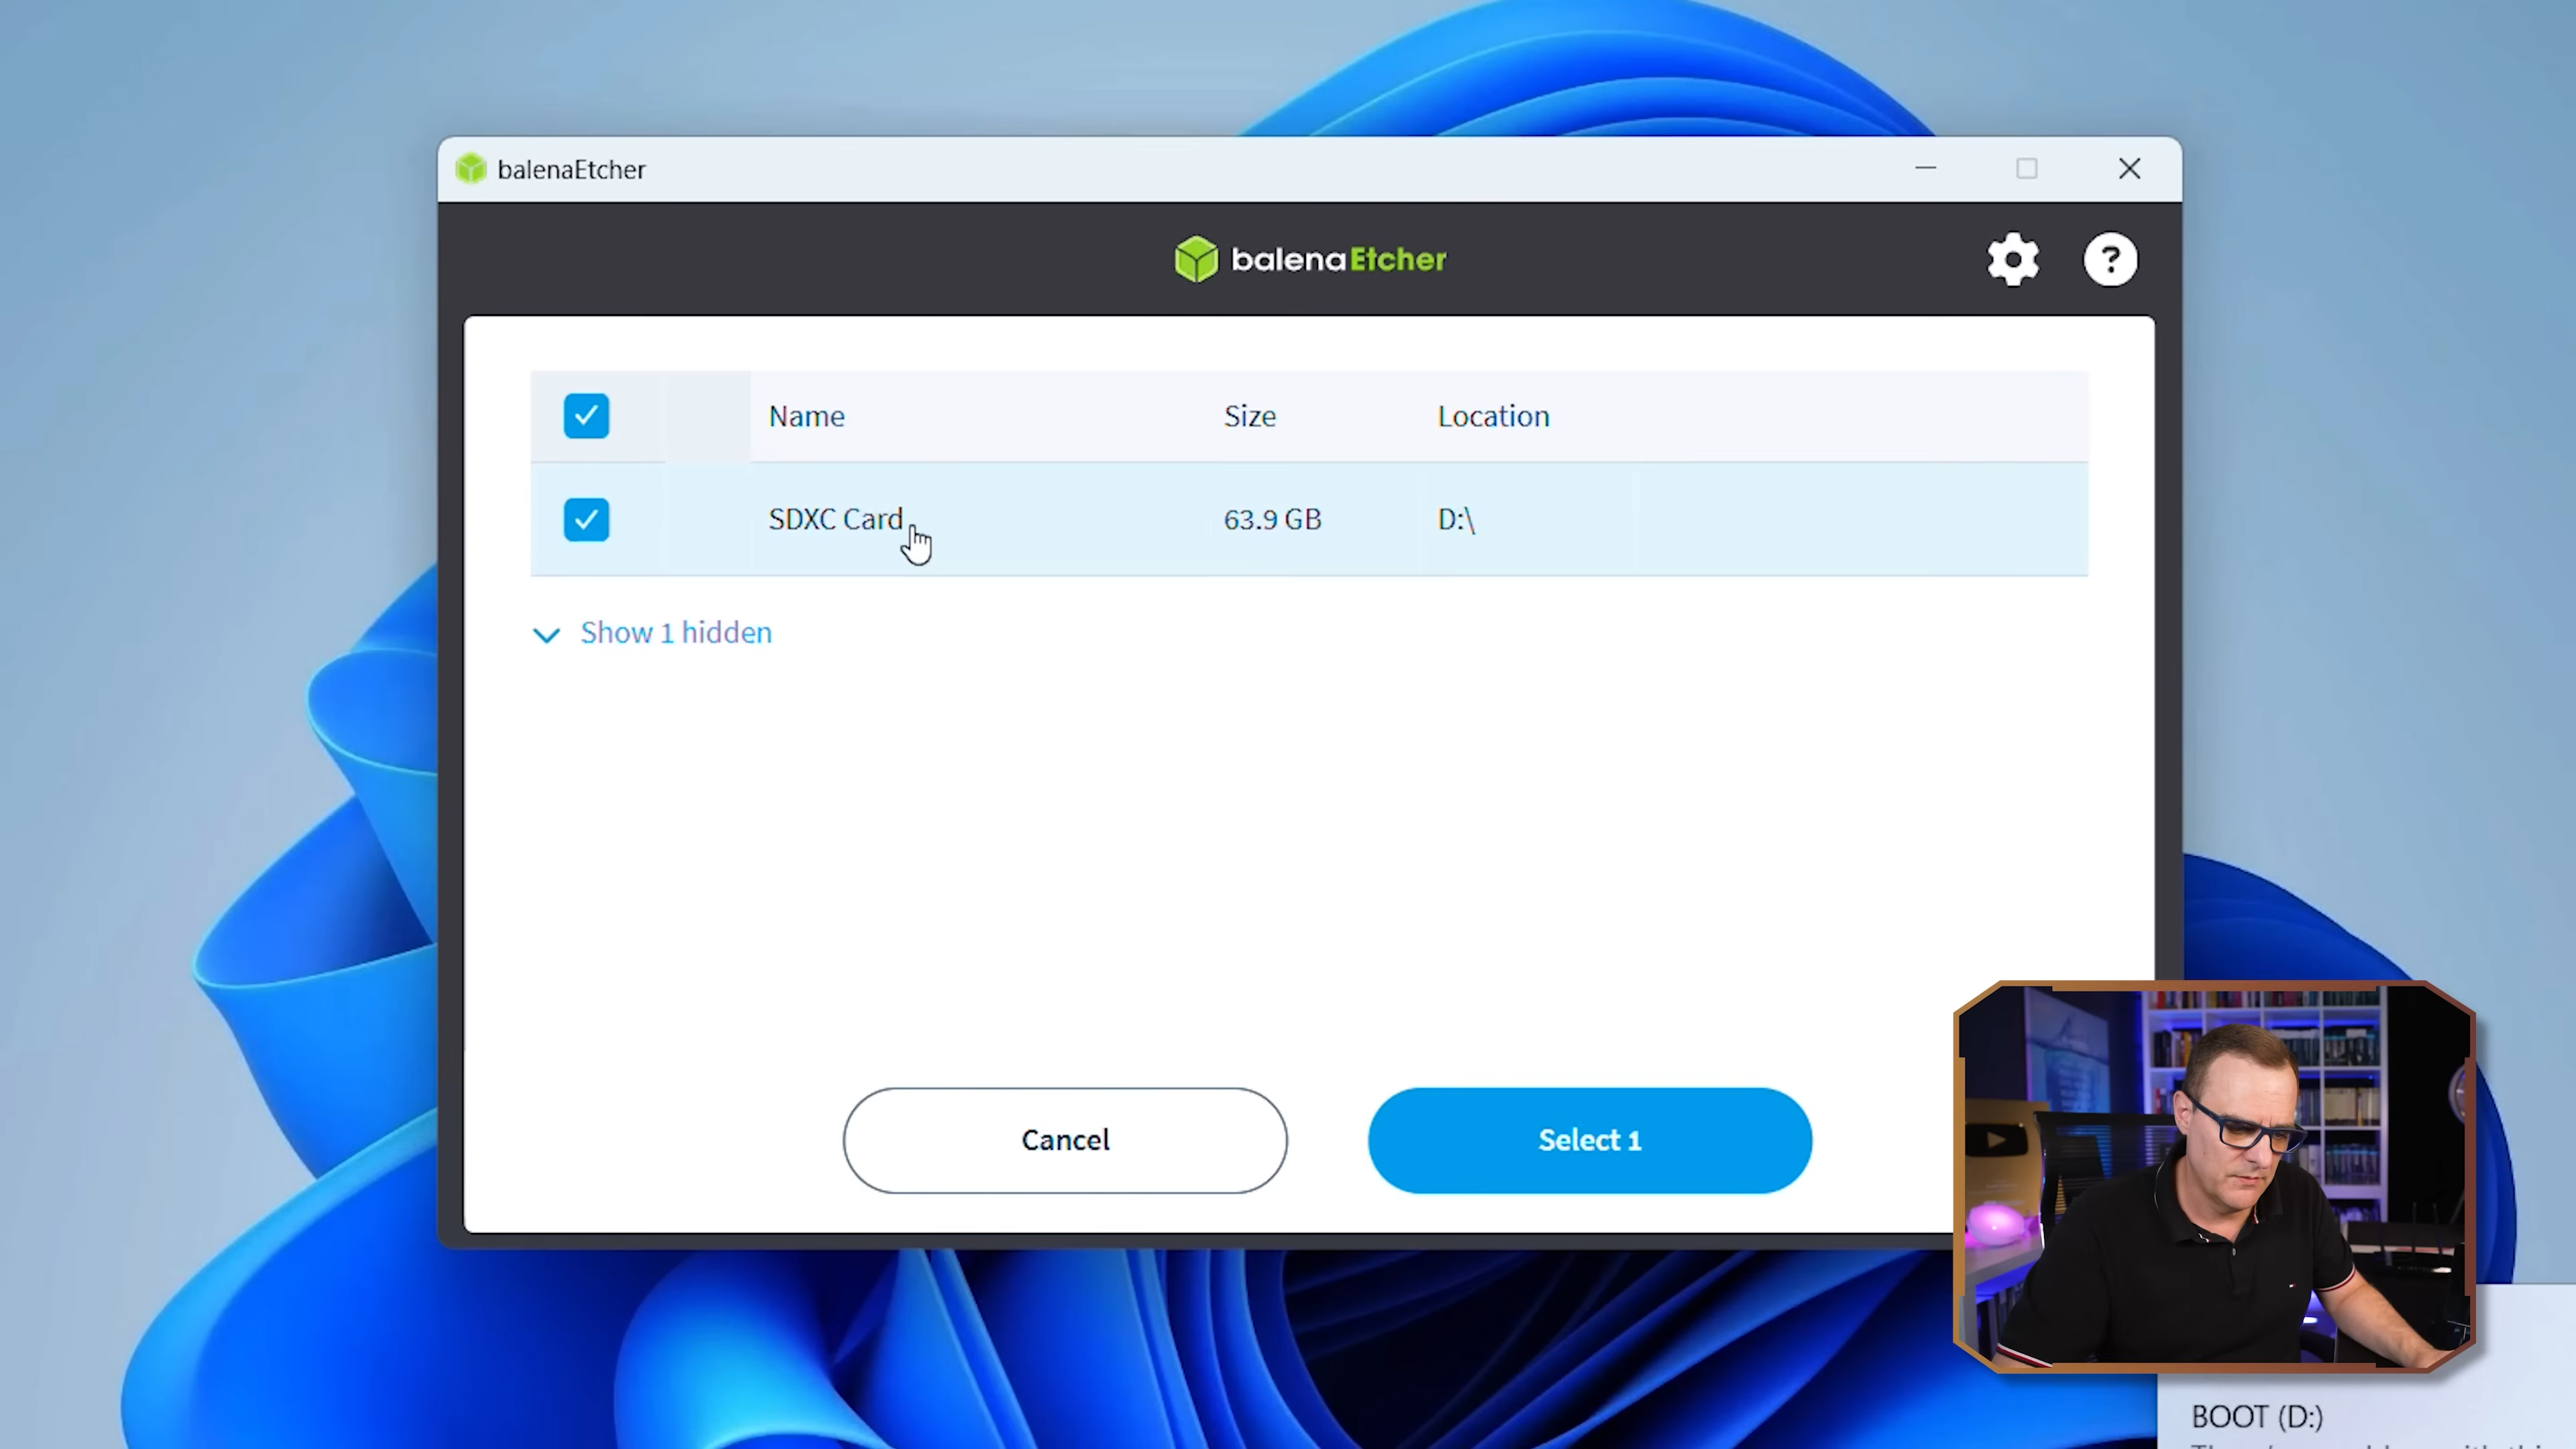 balenaEtcher
balenaEtcher
Name Size Location
SDXC Card 63.9 GB D:\
Show 1 hidden
Cancel Select 1
BOOT (D:)